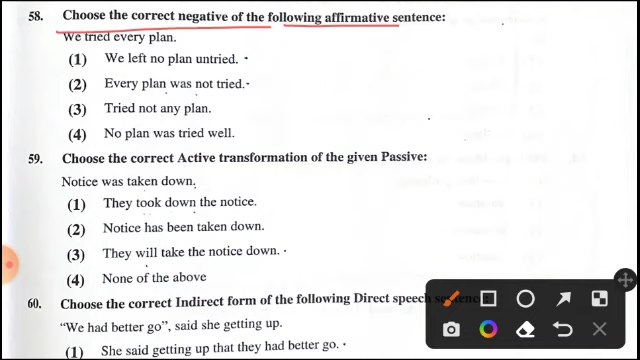 58. Choose the correct negative of the following affirmative sentence:
We tried every plan.
(1) We left no plan untried.
(2) Every plan was not tried.
(3) Tried not any plan.
(4) No plan was tried well.
59. Choose the correct Active transformation of the given Passive:
Notice was taken down.
(1) They took down the notice.
(2) Notice has been taken down.
(3) They will take the notice down.
(4) None of the above
60. Choose the correct Indirect form of the following Direct speech
"We had better go", said she getting up.
(1) She said getting up that they had better go.